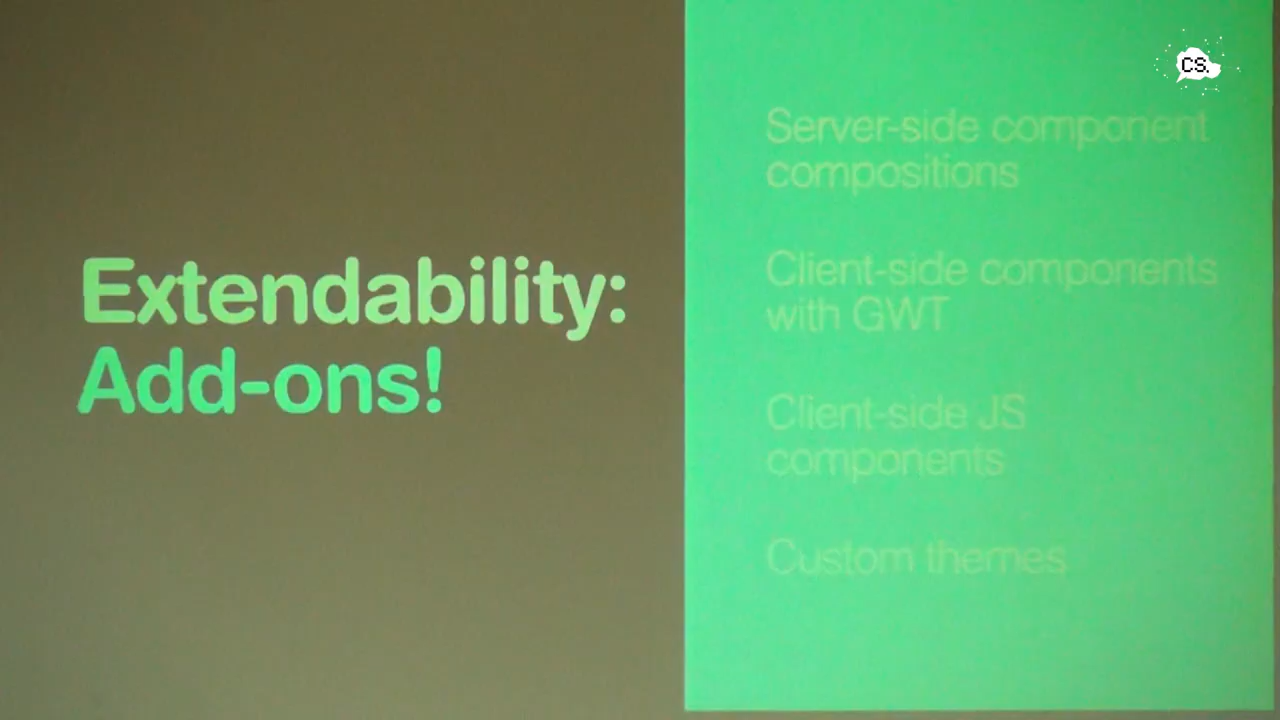 CS.
Extendability:
Add-ons!
Server-side component
compositions
Client-side components
with GWT
Client-side JS
components
Custom themes